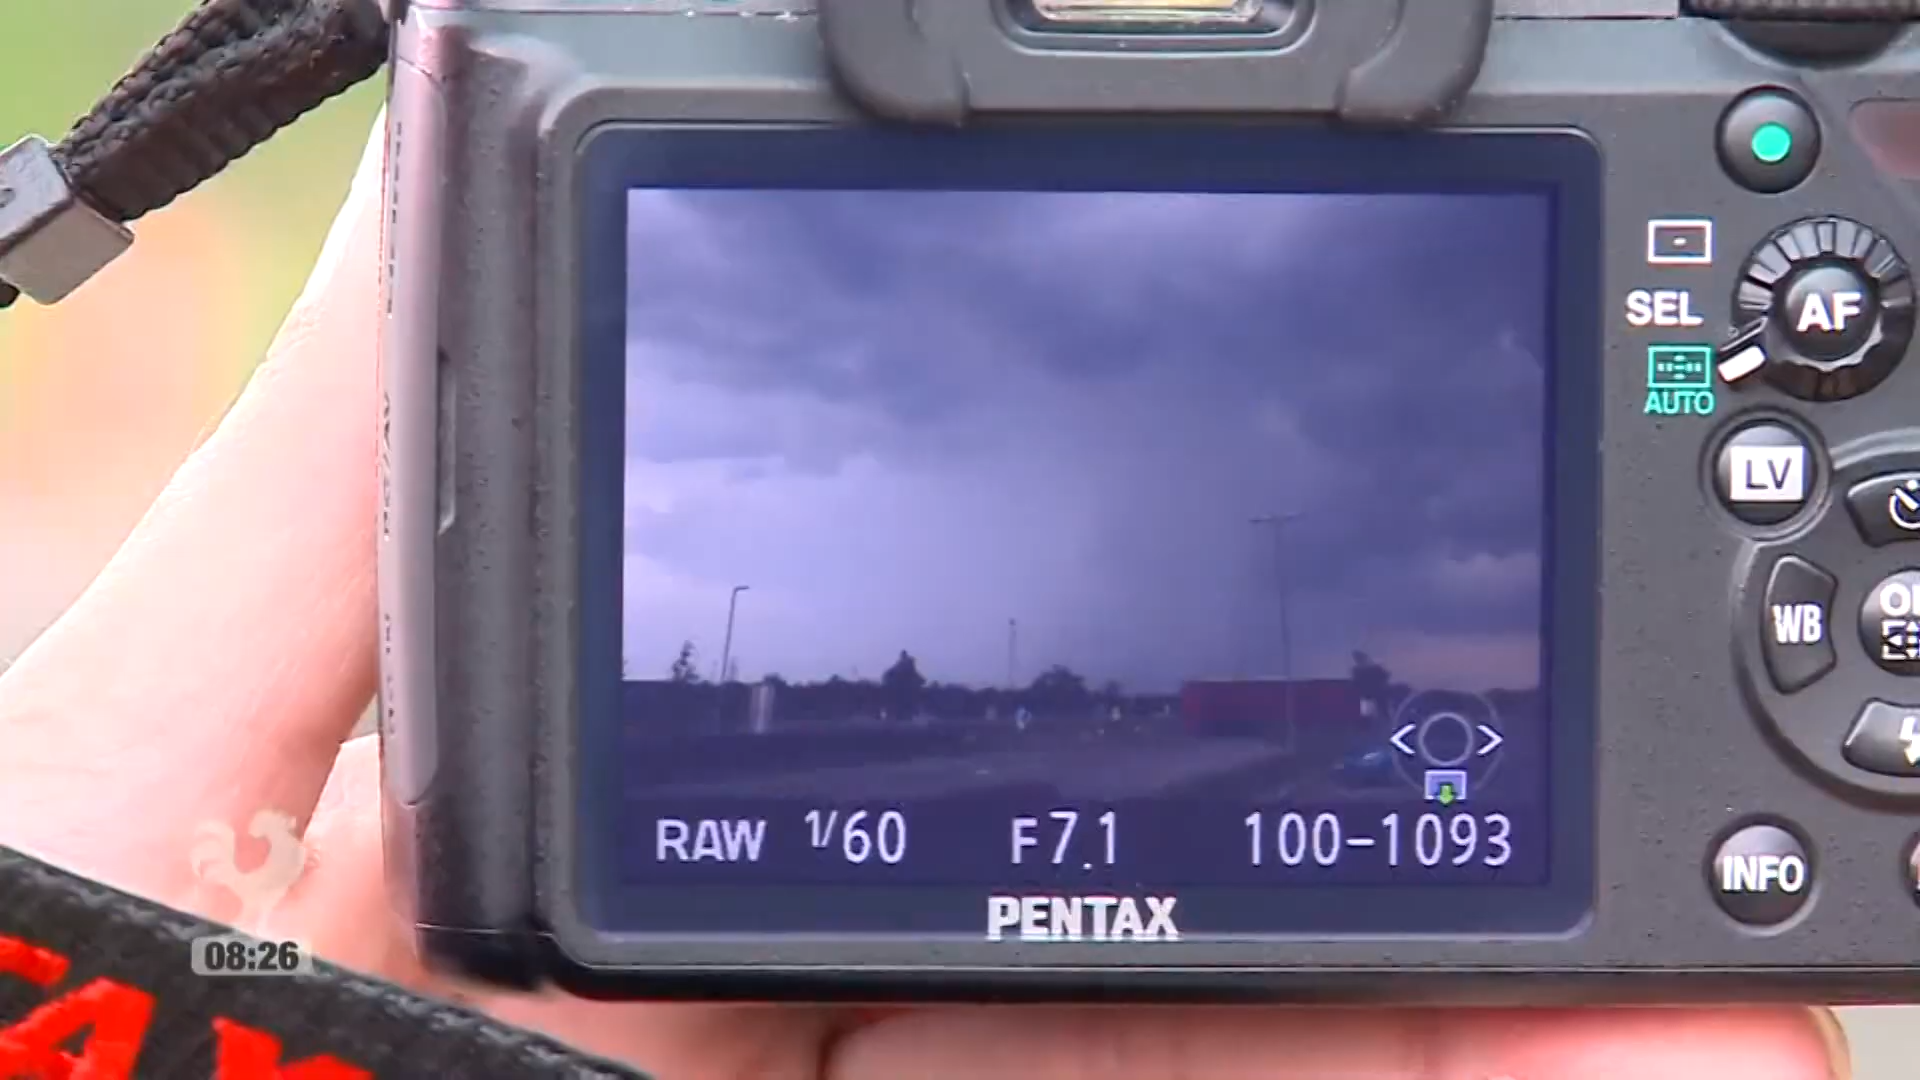 SEL
AF
AUTO
LV
WB
RAW 1/60 F7.1 100-1093
INFO
PENTAX
08:26